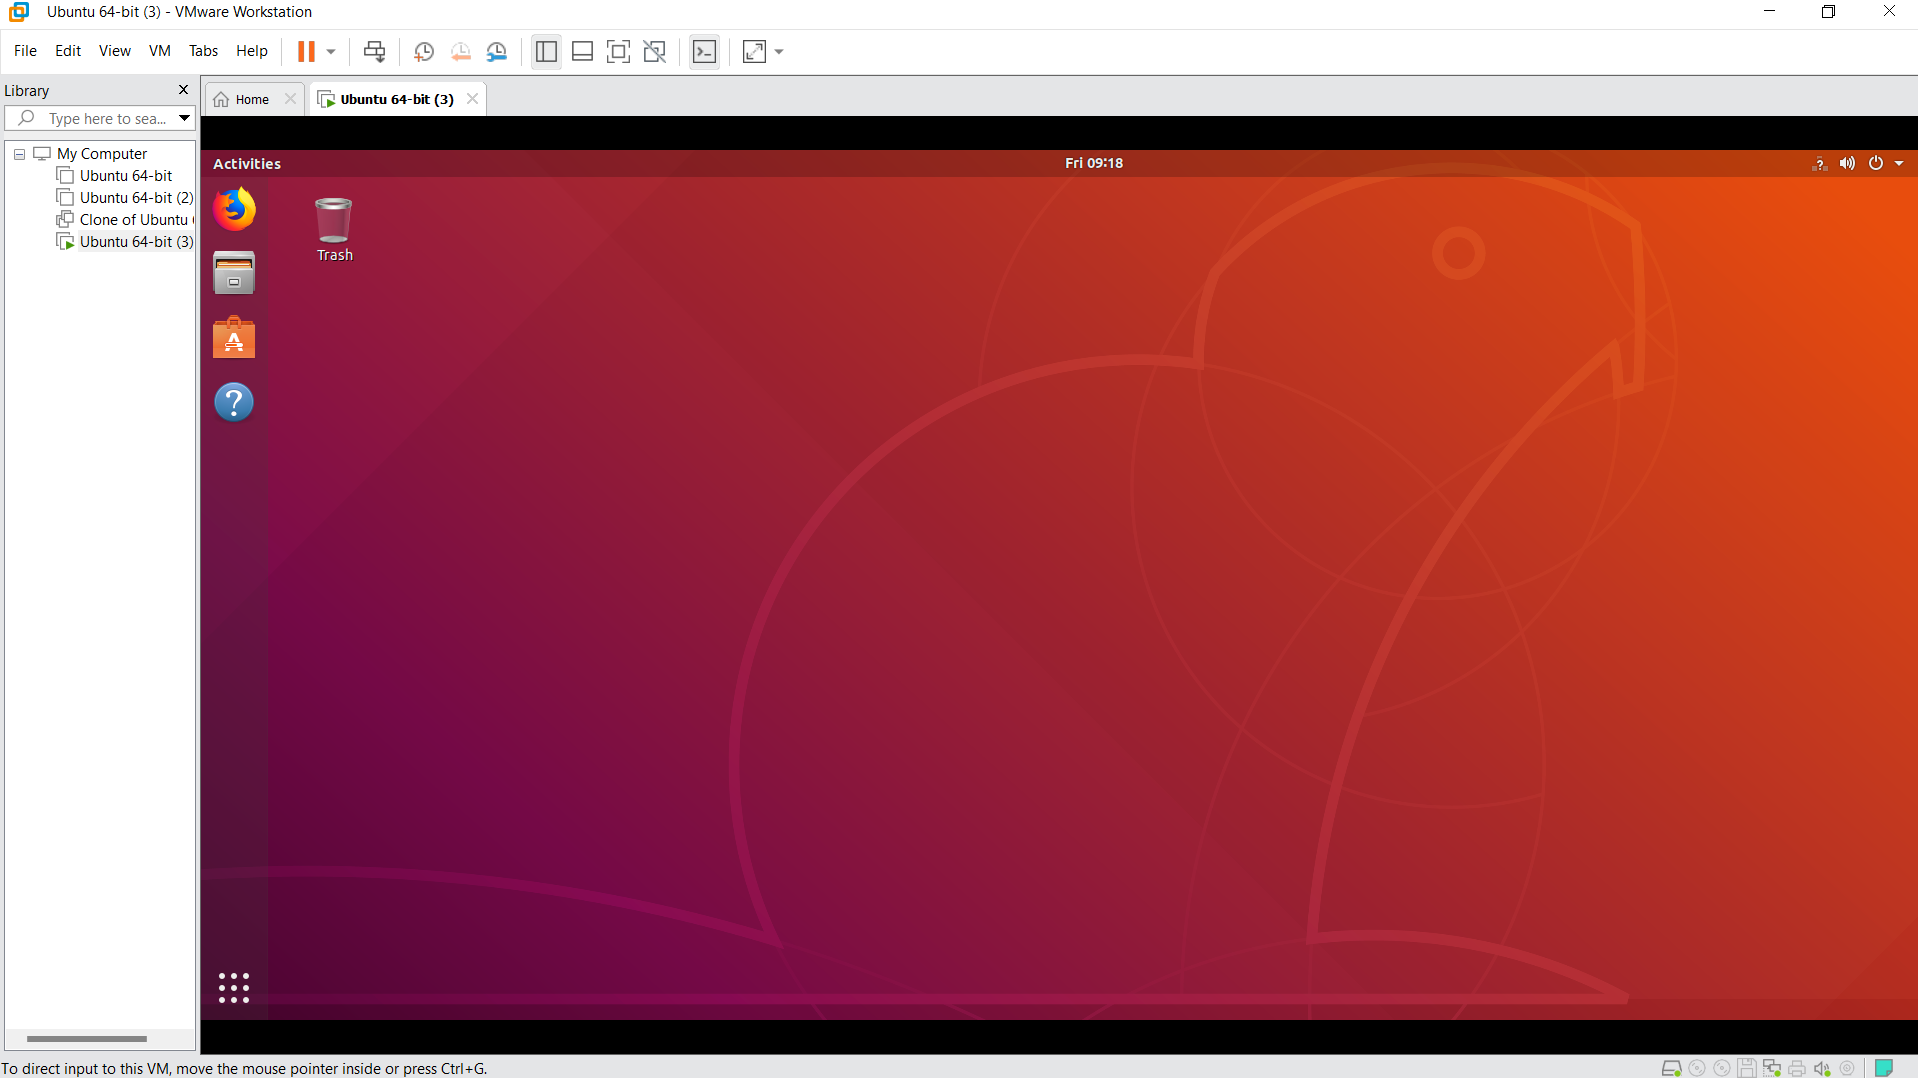 Ubuntu 64-bit (3) - VMware Workstation
File Edit View VM Tabs Help
Library
Type here to sea...
Home
Ubuntu 64-bit (3)
My Computer
Ubuntu 64-bit
Ubuntu 64-bit (2)
Clone of Ubuntu
Ubuntu 64-bit (3)
Activities
Fri 09:18
Trash
To direct input to this VM, move the mouse pointer inside or press Ctrl+G.